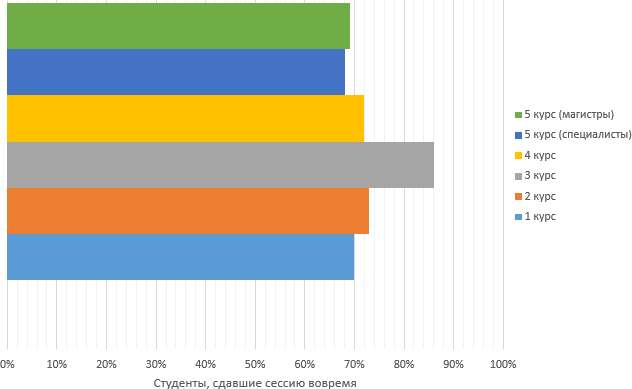 5 курс (магистры)
5 курс (специалисты)
4 курс
3 курс
2 курс
1 курс
0% 10% 20% 30% 40% 50% 60% 70% 80% 90% 100%
Студенты, сдавшие сессию вовремя